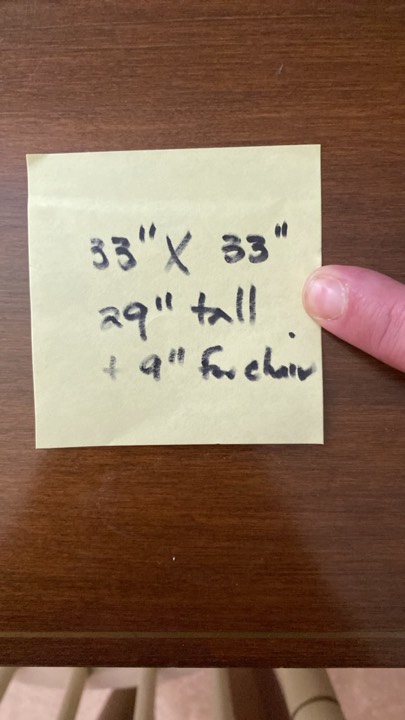 33" X 33"
29" tall
+ 9" for chair